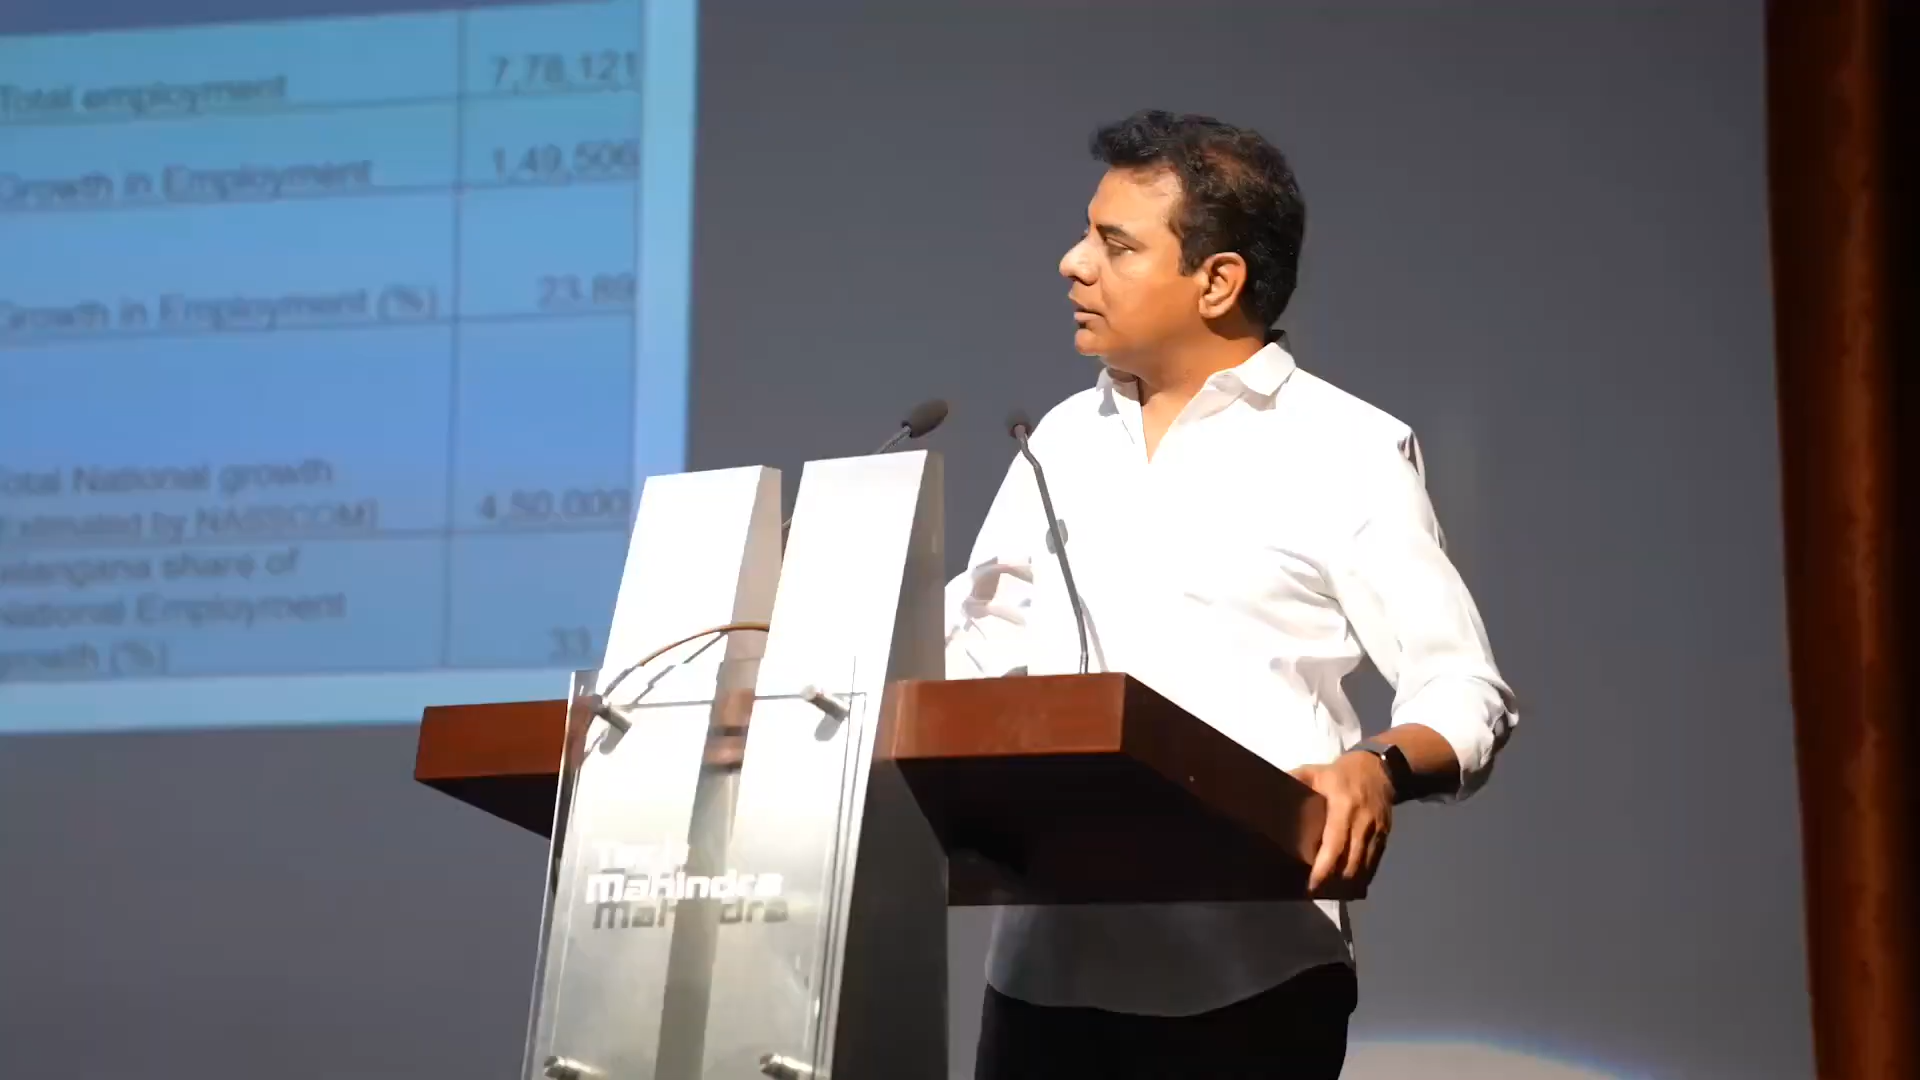 Total employment 7,78,121
Growth in Employment 1,49,506
Growth in Employment (%) 23.89
Total National growth
Estimated by NASSCOM] 4,50,000
Telangana share of
National Employment
growth (%) 33.
Tech
Mahindra